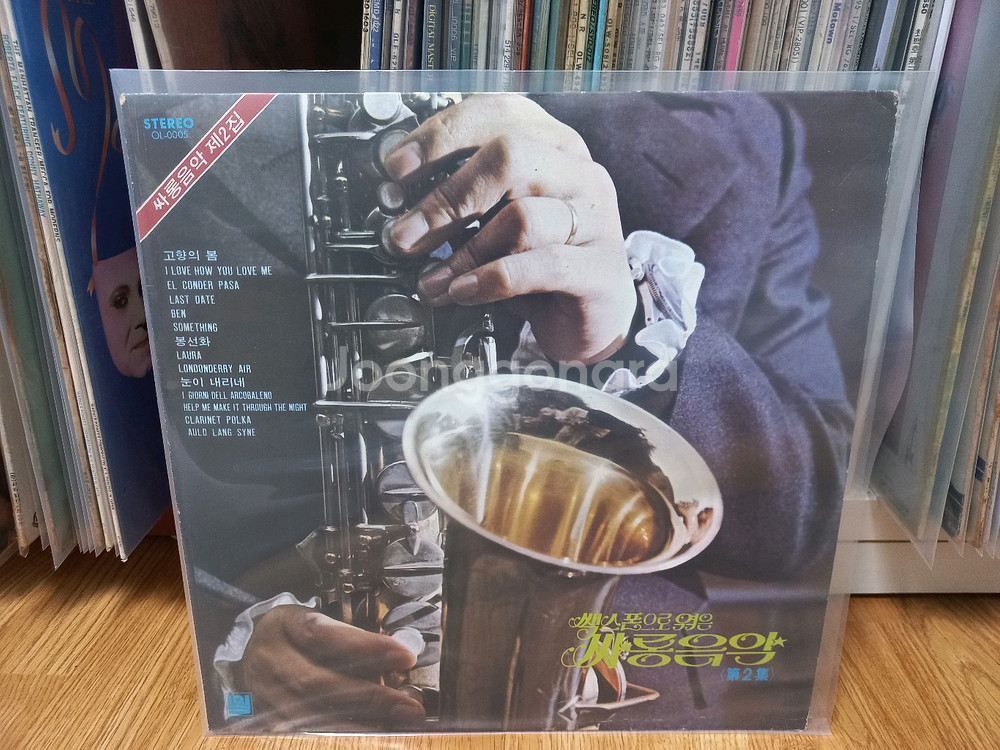 STEREO
OL-0005
싸롱음악 제2집
고향의 봄
I LOVE HOW YOU LOVE ME
EL CONDER PASA
LAST DATE
BEN
SOMETHING
봉선화
LAURA
LONDONDERRY AIR
눈이 내리네
I GIORNI DELL ARCOBALENO
HELP ME MAKE IT THROUGH THE NIGHT
CLARINET POLKA
AULD LANG SYNE
Joonggonara
쌕스폰으로 엮은
싸롱음악
(第2集)
Motown